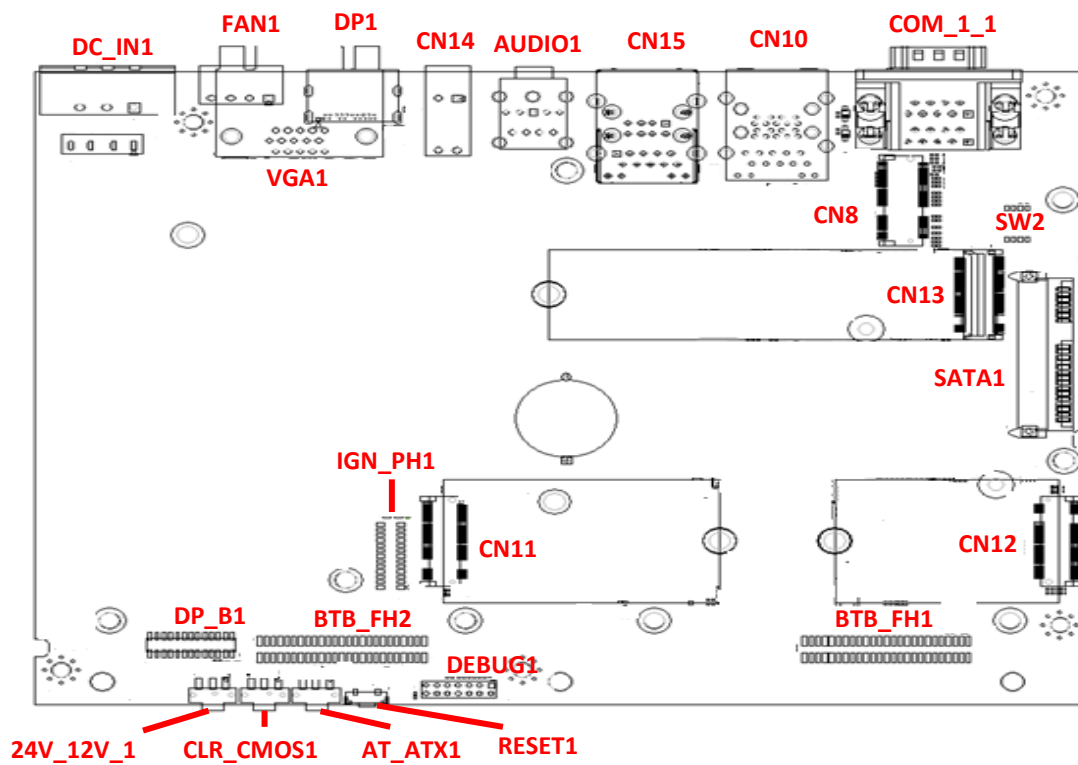 DC_IN1
FAN1
DP1
CN14
AUDIO1
CN15
CN10
COM_1_1
VGA1
CN8
SW2
CN13
SATA1
IGN_PH1
CN11
CN12
DP_B1
BTB_FH2
BTB_FH1
DEBUG1
24V_12V_1
CLR_CMOS1
AT_ATX1
RESET1